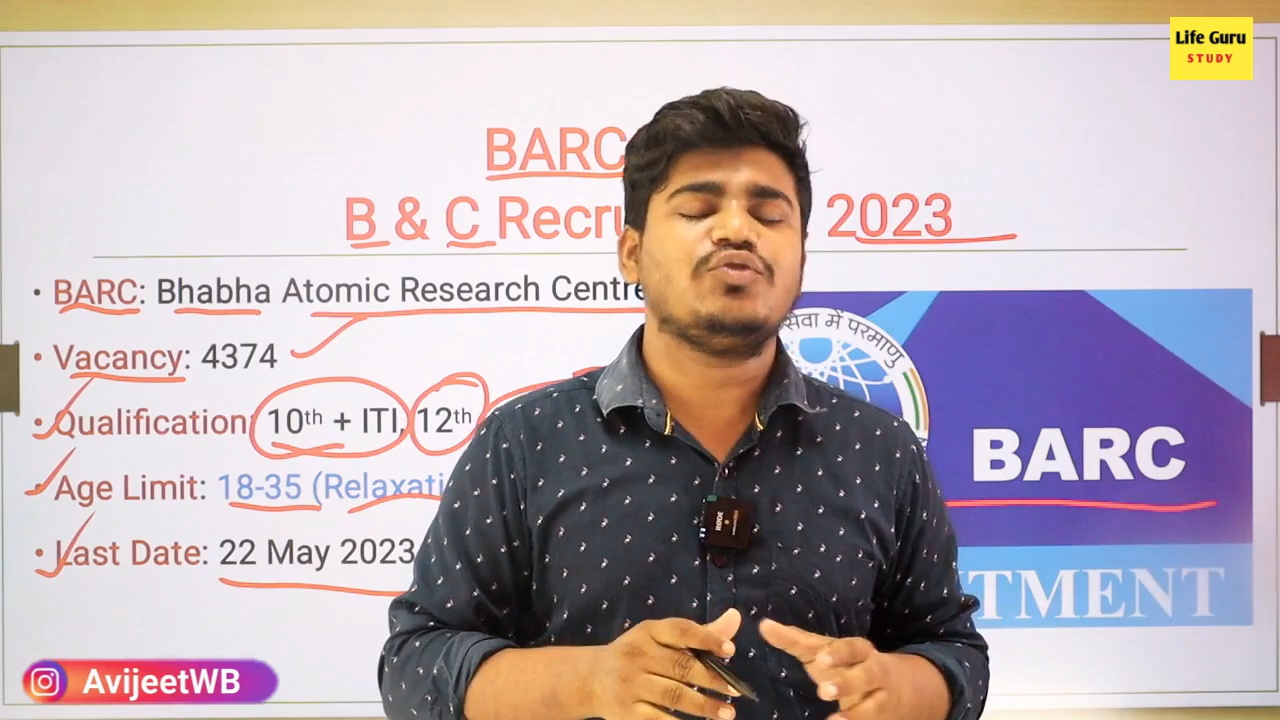 Life Guru
STUDY
BARC
B & C Recru 2023
• BARC: Bhabha Atomic Research Centre
• Vacancy: 4374
• Qualification: 10th + ITI, 12th
• Age Limit: 18-35 (Relaxati
• Last Date: 22 May 2023
सेवा में परमाणु
BARC
TMENT
RODE
AvijeetWB